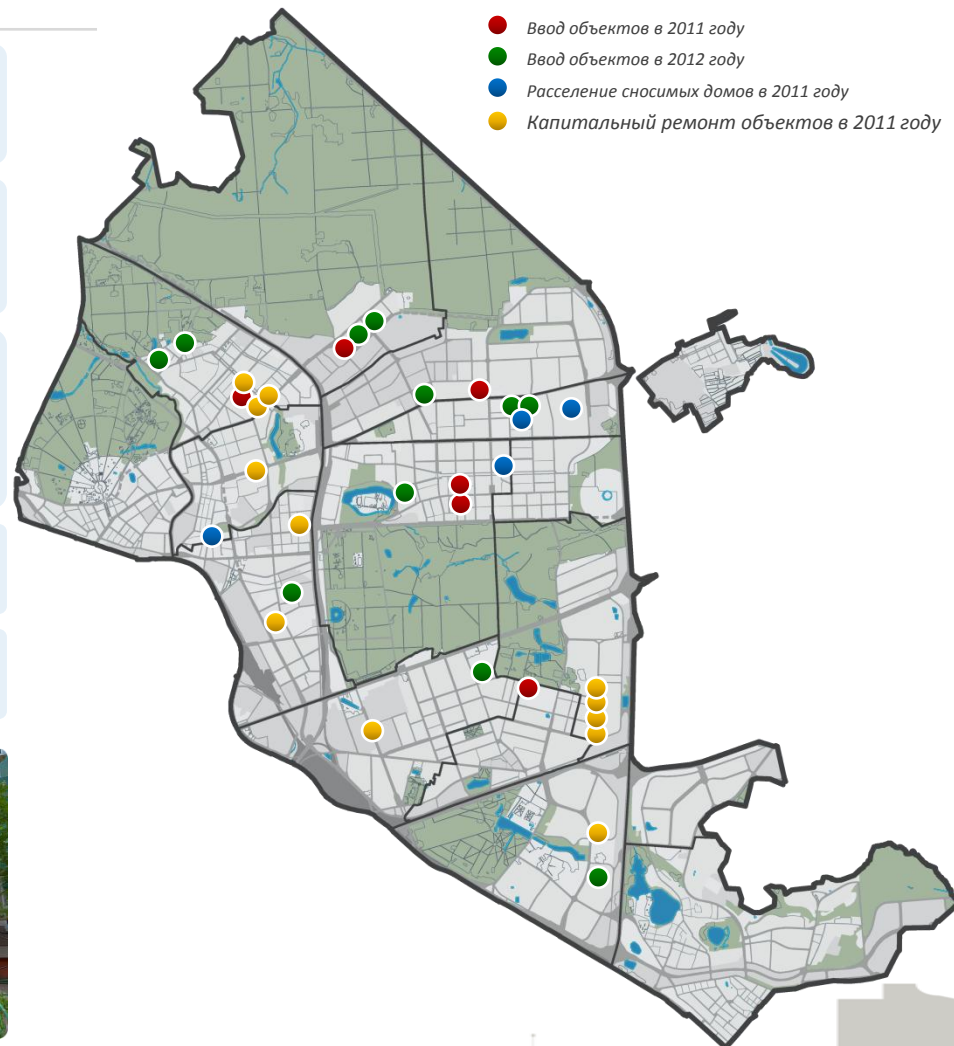 Ввод объектов в 2011 году
Ввод объектов в 2012 году
Расселение сносимых домов в 2011 году
Капитальный ремонт объектов в 2011 году